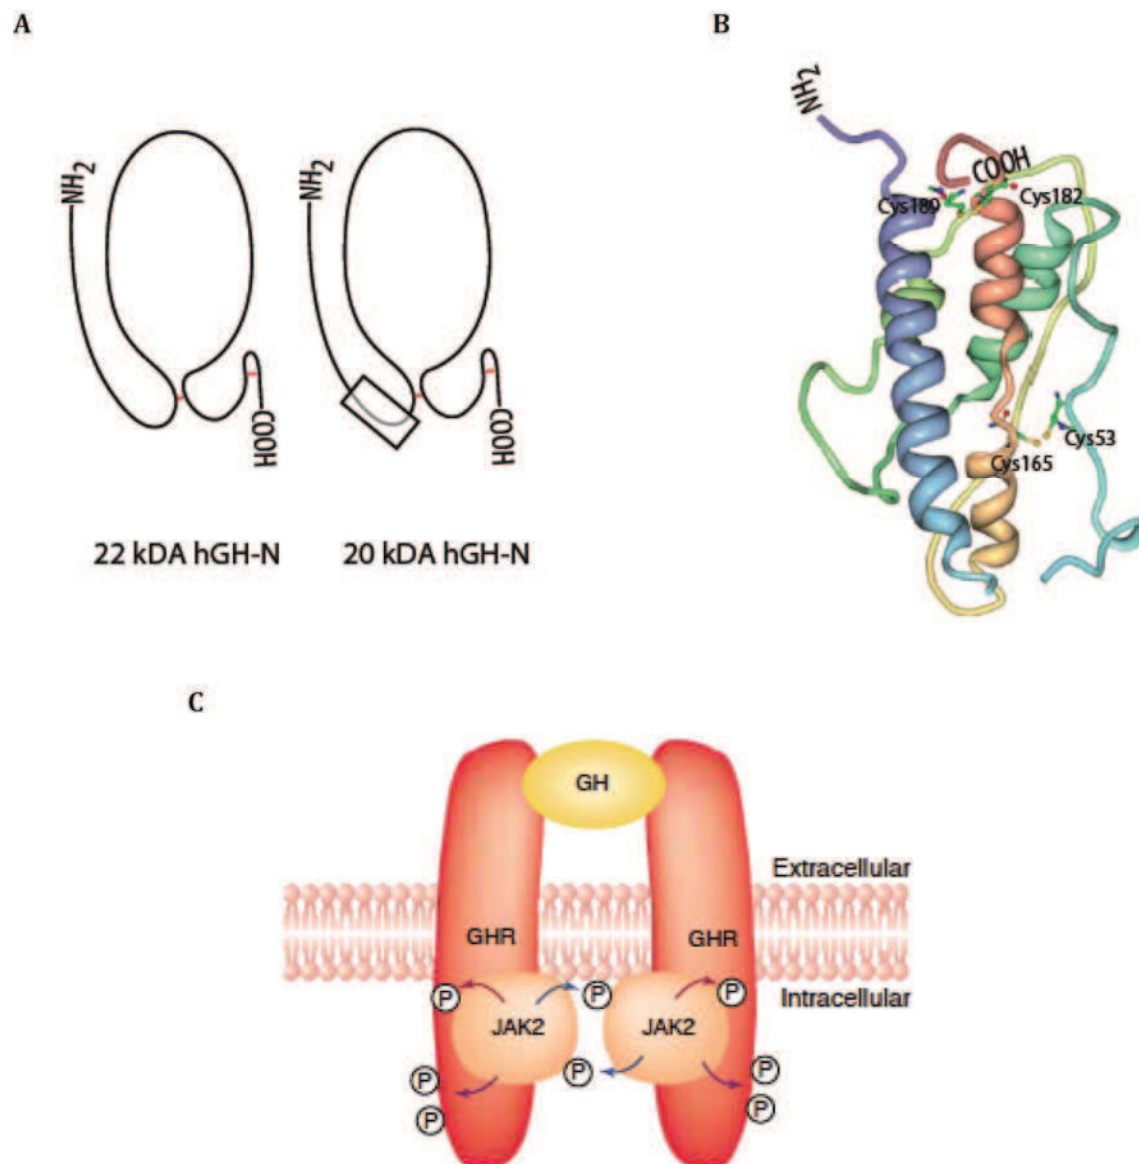 A
NH2
COOH
22 kDA hGH-N
NH2
COOH
20 kDA hGH-N
B
NH2
COOH
Cys189
Cys182
Cys53
Cys165
C
GH
Extracellular
GHR
GHR
Intracellular
P
P
P
JAK2
JAK2
P
P
P
P
P